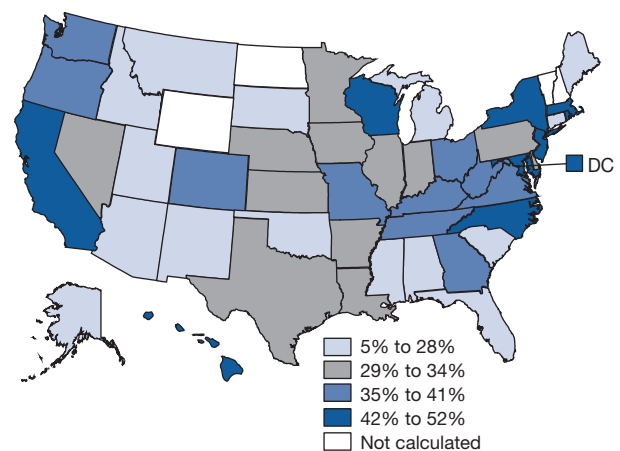 DC
5% to 28%
29% to 34%
35% to 41%
42% to 52%
Not calculated